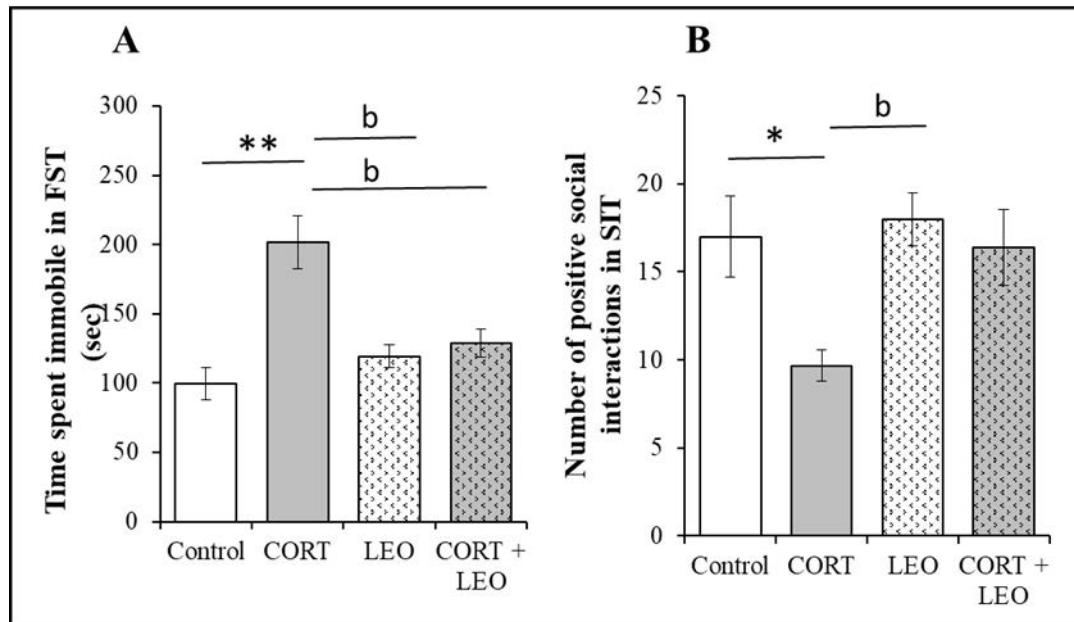 A
Time spent immobile in FST
(sec)
300
250
200
150
100
50
0
**
b
b
Control
CORT
LEO
CORT +
LEO
B
Number of positive social
interactions in SIT
25
20
15
10
5
0
*
b
Control
CORT
LEO
CORT +
LEO